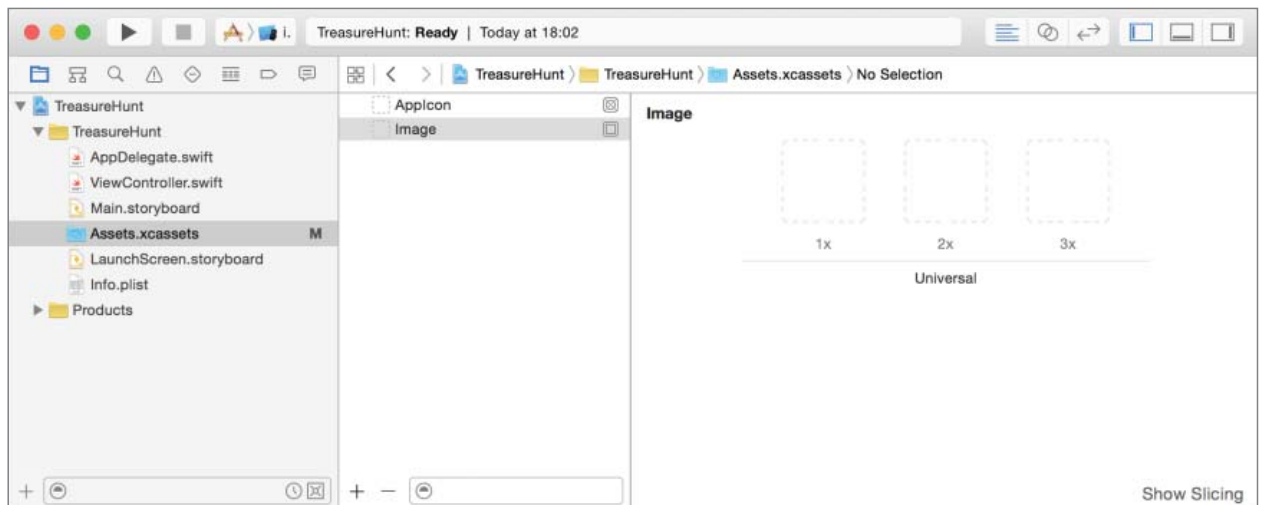 i. TreasureHunt: Ready | Today at 18:02
TreasureHunt TreasureHunt Assets.xcassets No Selection
TreasureHunt
TreasureHunt
AppDelegate.swift
ViewController.swift
Main.storyboard
Assets.xcassets M
LaunchScreen.storyboard
Info.plist
Products
AppIcon
Image
Image
1x 2x 3x
Universal
Show Slicing